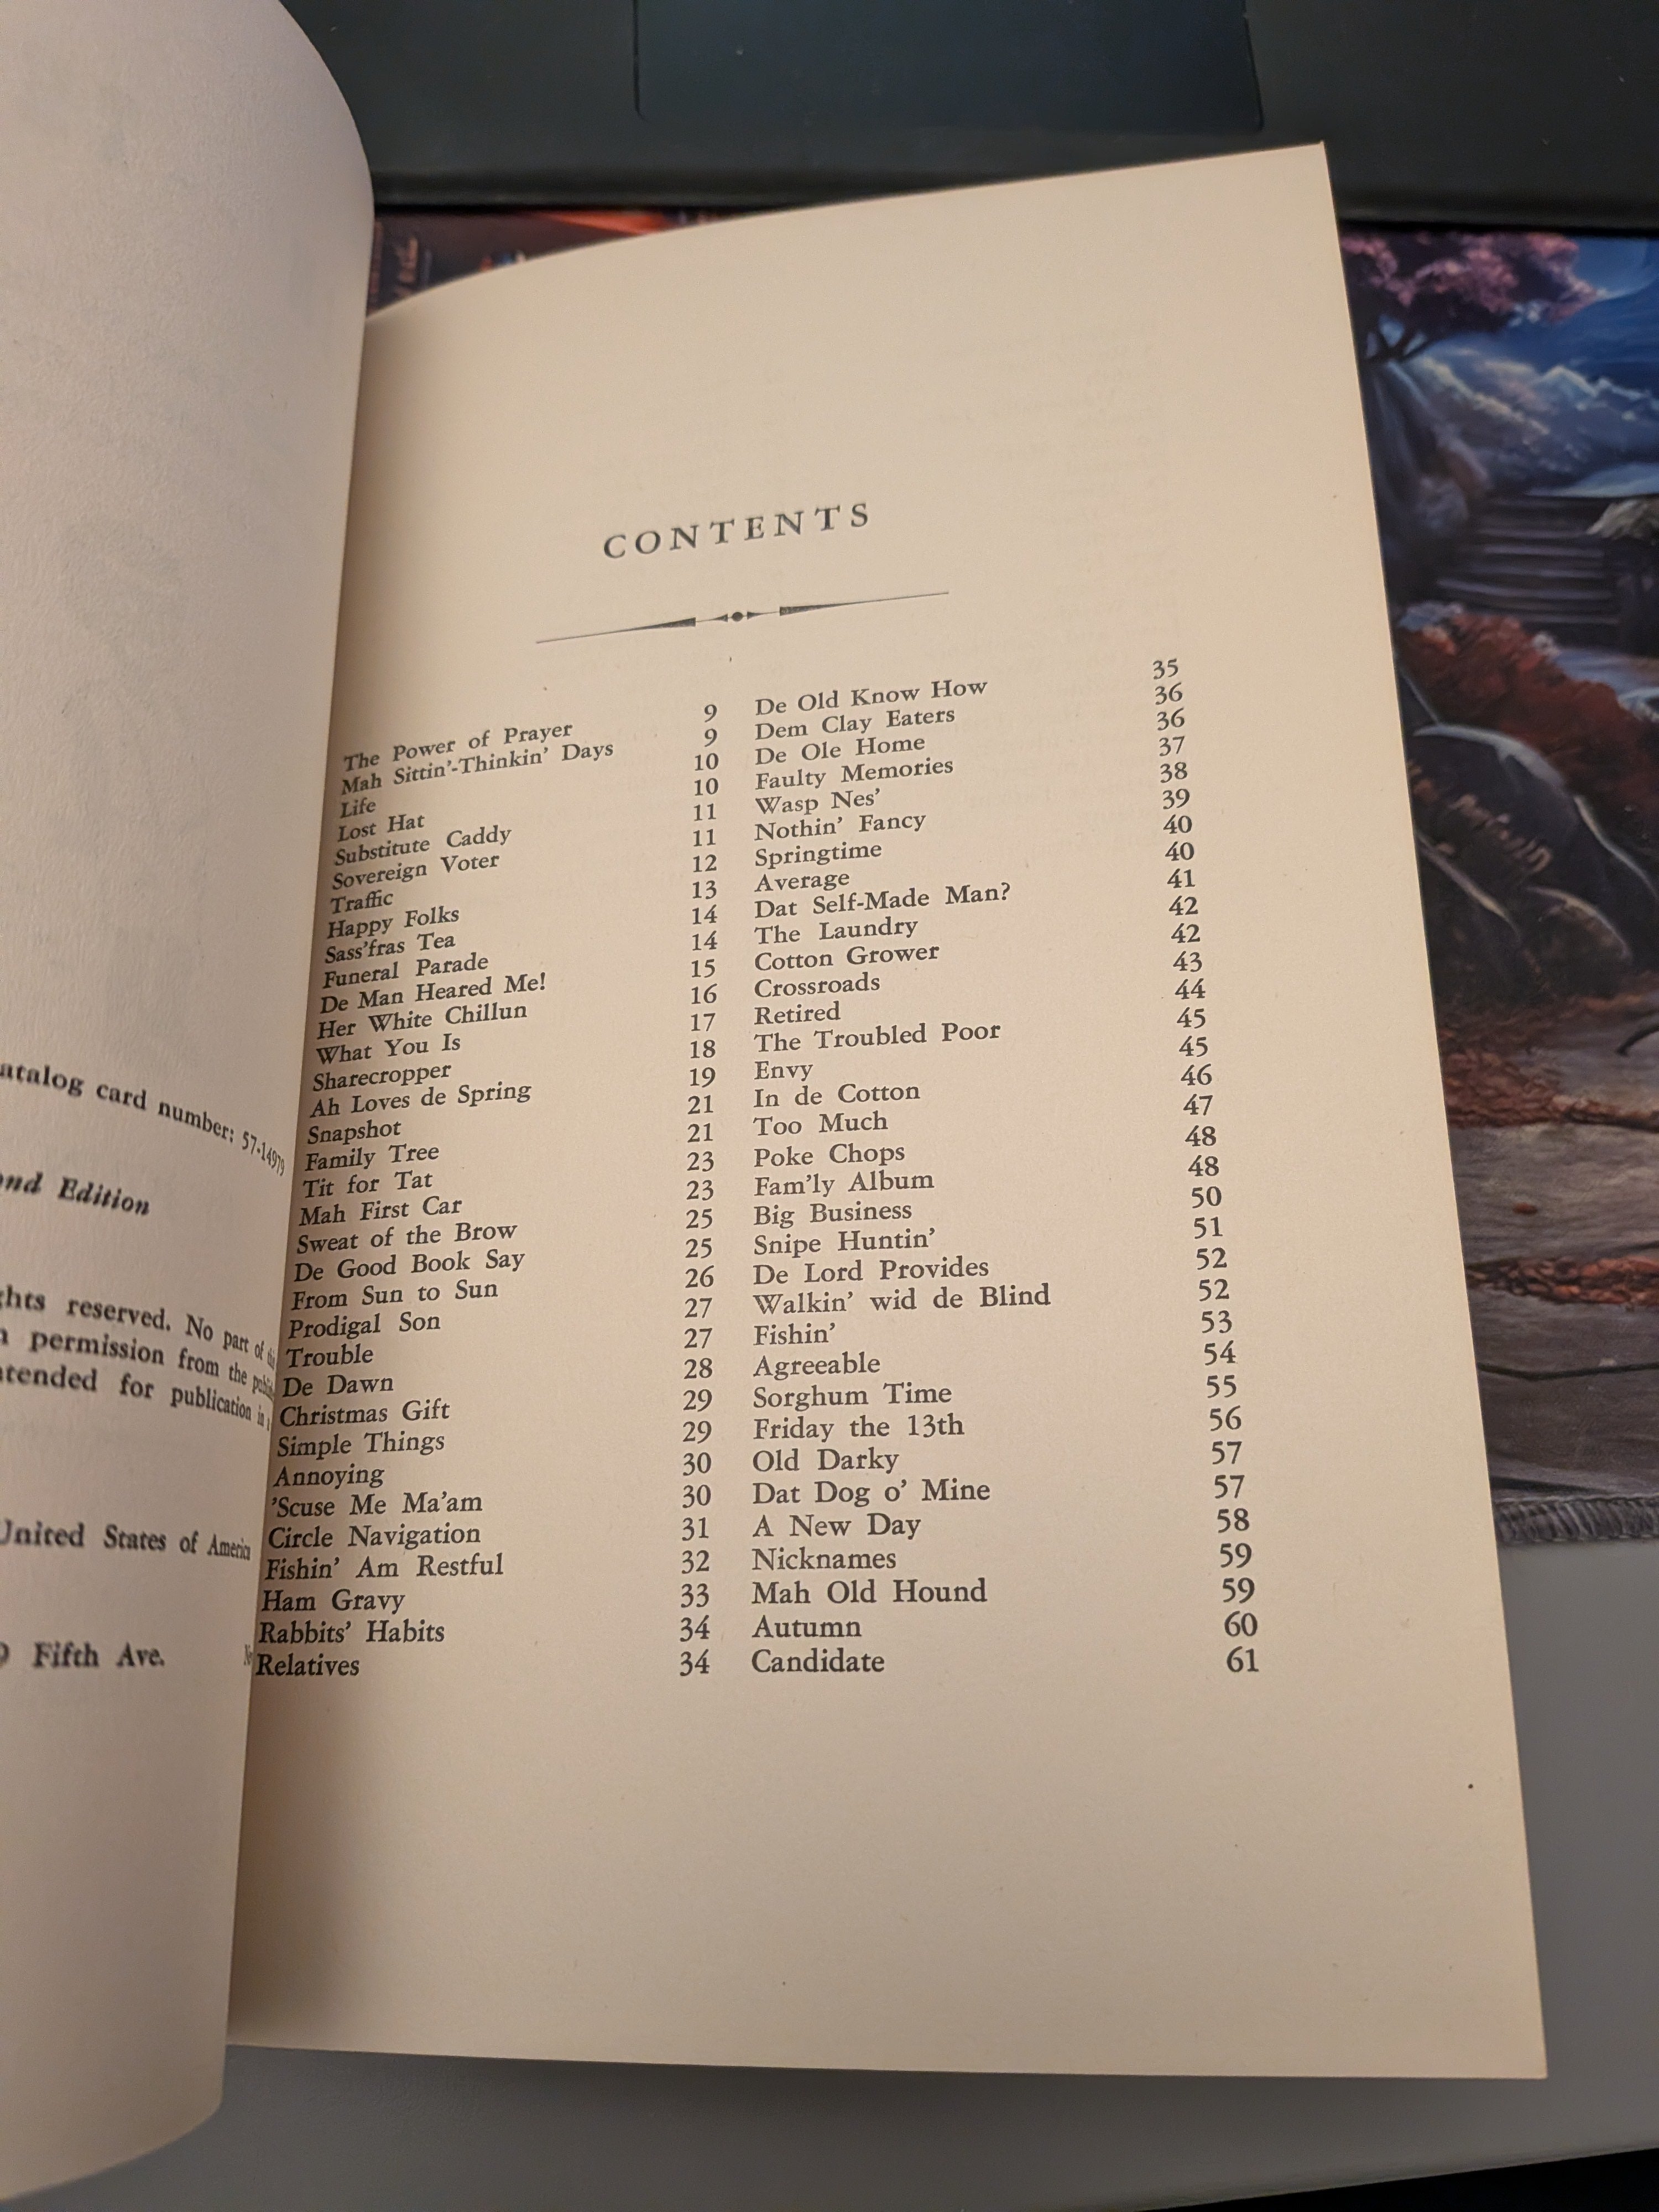 atalog card number: 57-14979
nd Edition
ghts reserved. No part of
permission from the
tended for publication in
United States of America
Fifth Ave.
CONTENTS
The Power of Prayer 9
Mah Sittin'-Thinkin' Days 9
Life 10
Lost Hat 10
Substitute Caddy 11
Sovereign Voter 11
Traffic 12
Happy Folks 13
Sass'fras Tea 14
Funeral Parade 14
De Man Heared Me! 15
Her White Chillun 16
What You Is 17
Sharecropper 18
Ah Loves de Spring 19
Snapshot 21
Family Tree 21
Tit for Tat 23
Mah First Car 23
Sweat of the Brow 25
De Good Book Say 25
From Sun to Sun 26
Prodigal Son 27
Trouble 27
De Dawn 28
Christmas Gift 29
Simple Things 29
Annoying 30
'Scuse Me Ma'am 30
Circle Navigation 31
Fishin' Am Restful 32
Ham Gravy 33
Rabbits' Habits 34
Relatives 34
De Old Know How 35
Dem Clay Eaters 36
De Ole Home 36
Faulty Memories 37
Wasp Nes' 38
Nothin' Fancy 39
Springtime 40
Average 40
Dat Self-Made Man? 41
The Laundry 42
Cotton Grower 42
Crossroads 43
Retired 44
The Troubled Poor 45
Envy 45
In de Cotton 46
Too Much 47
Poke Chops 48
Fam'ly Album 48
Big Business 50
Snipe Huntin' 51
De Lord Provides 52
Walkin' wid de Blind 52
Fishin' 53
Agreeable 54
Sorghum Time 55
Friday the 13th 56
Old Darky 57
Dat Dog o' Mine 57
A New Day 58
Nicknames 59
Mah Old Hound 59
Autumn 60
Candidate 61